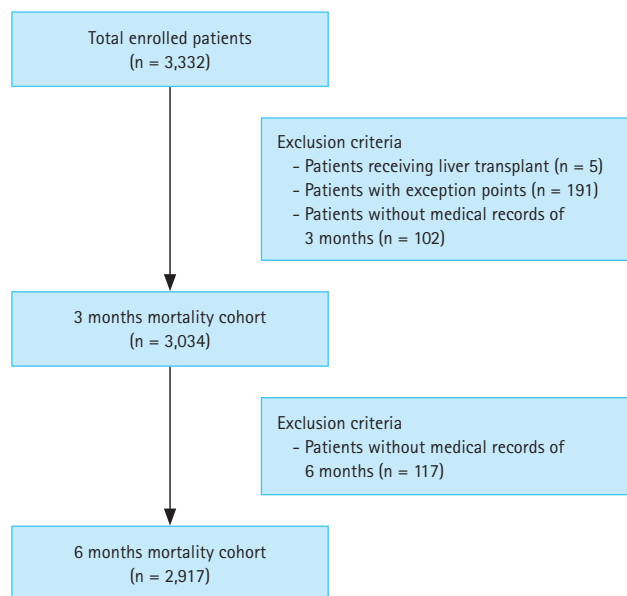 Total enrolled patients
(n = 3,332)
Exclusion criteria
- Patients receiving liver transplant (n = 5)
- Patients with exception points (n = 191)
- Patients without medical records of
3 months (n = 102)
3 months mortality cohort
(n = 3,034)
Exclusion criteria
- Patients without medical records of
6 months (n = 117)
6 months mortality cohort
(n = 2,917)